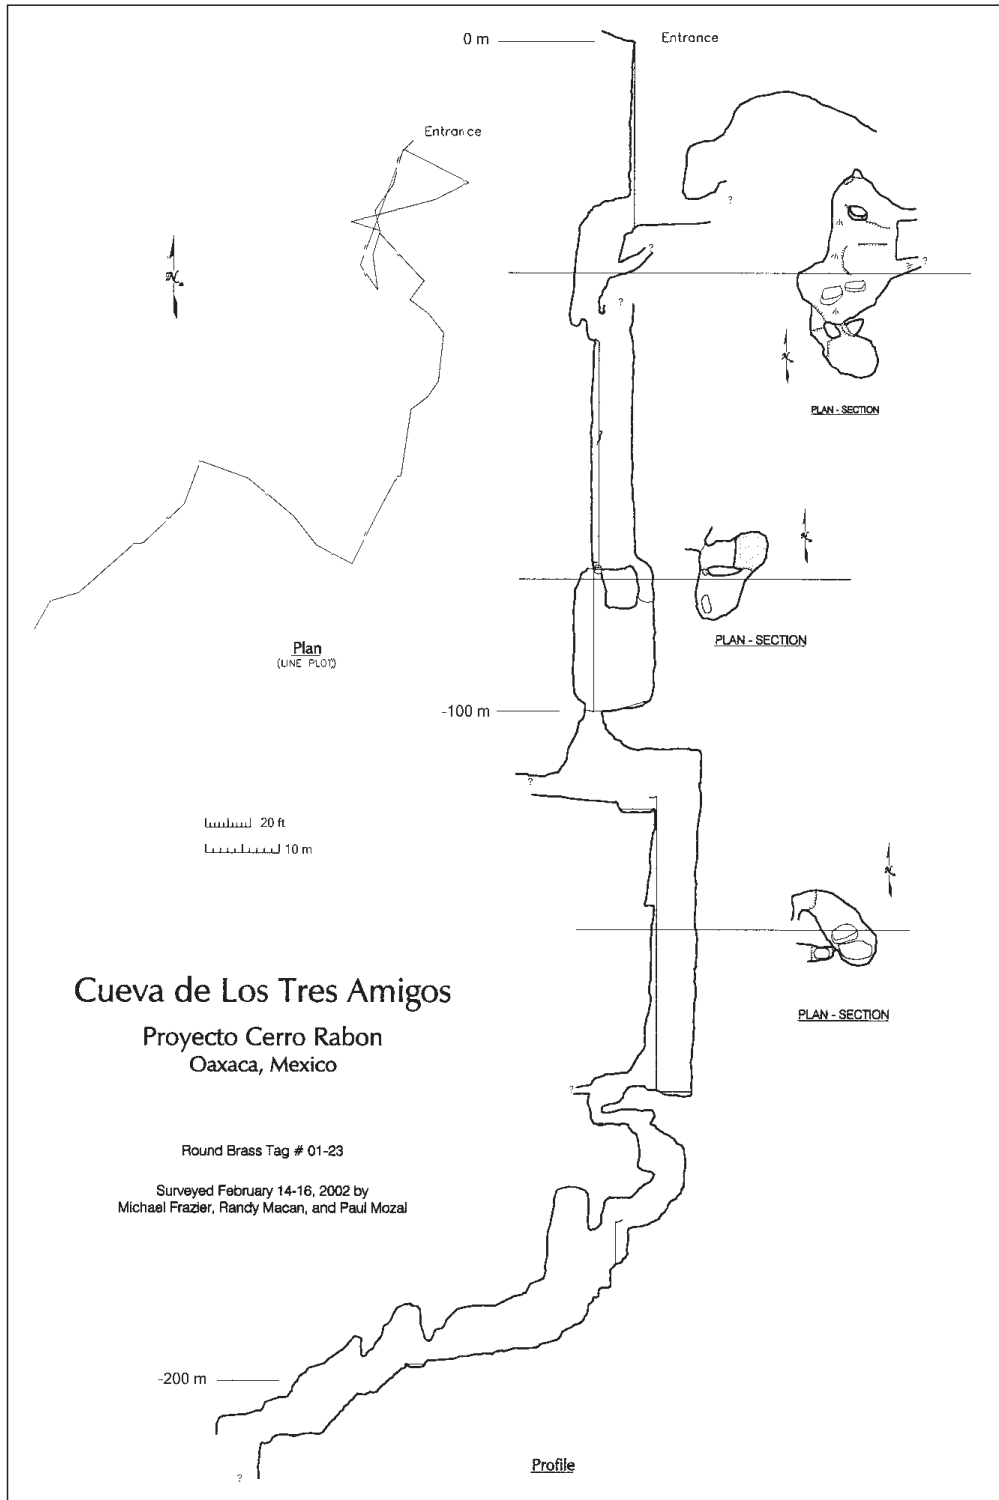 0 m
Entrance
Entrance
?
?
?
?
PLAN - SECTION
PLAN - SECTION
Plan
(LINE PLOT)
-100 m
?
20 ft
10 m
Cueva de Los Tres Amigos
Proyecto Cerro Rabon
Oaxaca, Mexico
PLAN - SECTION
?
Round Brass Tag # 01-23
Surveyed February 14-16, 2002 by
Michael Frazier, Randy Macan, and Paul Mozal
-200 m
?
Profile